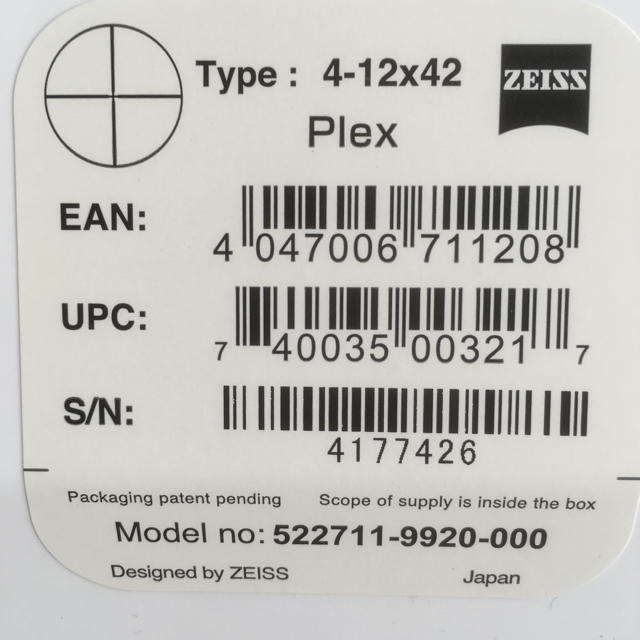 Type : 4-12x42
ZEISS
Plex
EAN:
4 047006 711208
UPC:
7 40035 00321 7
S/N:
4177426
Packaging patent pending Scope of supply is inside the box
Model no: 522711-9920-000
Designed by ZEISS Japan